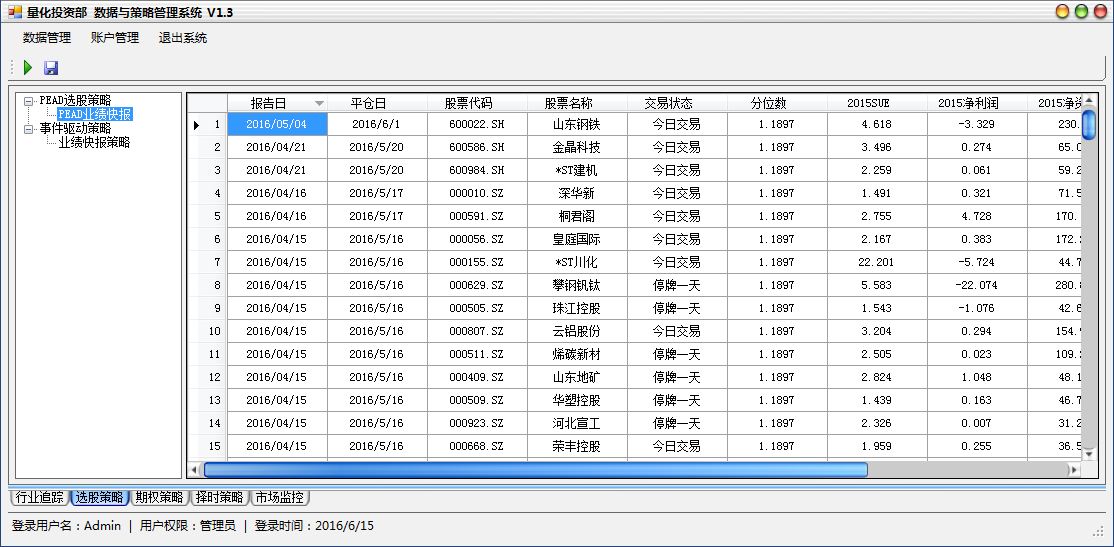 量化投资部 数据与策略管理系统 V1.3
数据管理 账户管理 退出系统
PEAD选股策略
PEAD业绩快报
事件驱动策略
业绩快报策略
报告日 平仓日 股票代码 股票名称 交易状态 分位数 2015SUE 2015净利润
1 2016/05/04 2016/6/1 600022.SH 山东钢铁 今日交易 1.1897 4.618 -3.329 230.
2 2016/04/21 2016/5/20 600586.SH 金晶科技 今日交易 1.1897 3.496 0.274 65.
3 2016/04/21 2016/5/20 600984.SH *ST建机 今日交易 1.1897 2.259 0.061 59.
4 2016/04/16 2016/5/17 000010.SZ 深华新 今日交易 1.1897 1.491 0.321 71.
5 2016/04/16 2016/5/17 000591.SZ 桐君阁 今日交易 1.1897 2.755 4.728 170.
6 2016/04/15 2016/5/16 000056.SZ 皇庭国际 今日交易 1.1897 2.167 0.383 172.
7 2016/04/15 2016/5/16 000155.SZ *ST川化 今日交易 1.1897 22.201 -5.724 44.7
8 2016/04/15 2016/5/16 000629.SZ 攀钢钒钛 停牌一天 1.1897 5.583 -22.074 280.
9 2016/04/15 2016/5/16 000505.SZ 珠江控股 停牌一天 1.1897 1.543 -1.076 42.
10 2016/04/15 2016/5/16 000807.SZ 云铝股份 今日交易 1.1897 3.204 0.294 154.
11 2016/04/15 2016/5/16 000511.SZ 烯碳新材 停牌一天 1.1897 2.505 0.023 109.
12 2016/04/15 2016/5/16 000409.SZ 山东地矿 停牌一天 1.1897 2.824 1.048 48.1
13 2016/04/15 2016/5/16 000509.SZ 华塑控股 停牌一天 1.1897 1.439 0.163 46.7
14 2016/04/15 2016/5/16 000923.SZ 河北宣工 停牌一天 1.1897 2.326 0.007 31.2
15 2016/04/15 2016/5/16 000668.SZ 荣丰控股 今日交易 1.1897 1.959 0.255 36.5
行业追踪 选股策略 期权策略 择时策略 市场监控
登录用户名：Admin | 用户权限：管理员 | 登录时间：2016/6/15